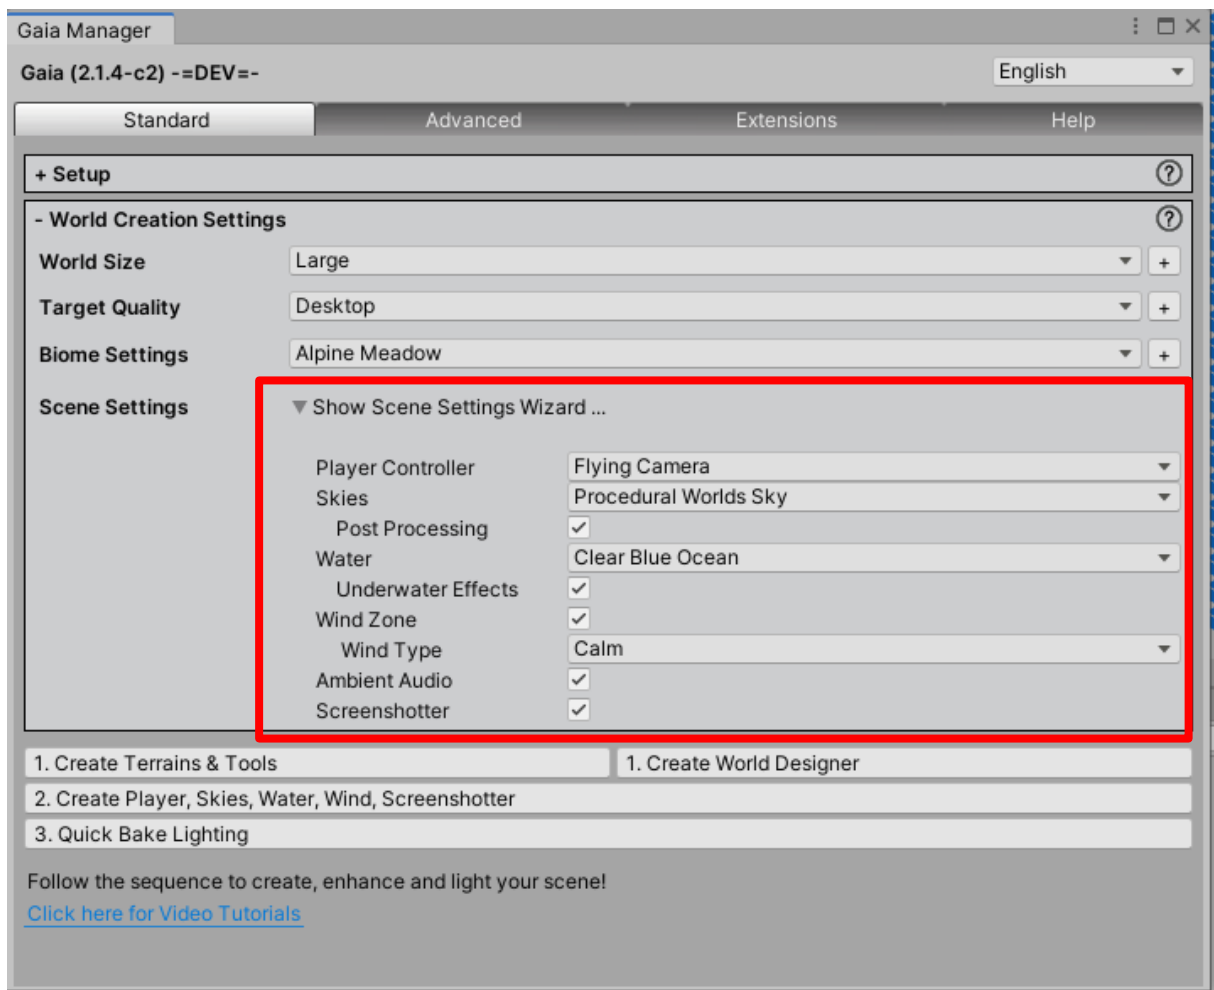 Gaia Manager
Gaia (2.1.4-c2) -=DEV=- English
Standard Advanced Extensions Help
+ Setup ?
- World Creation Settings ?
World Size Large +
Target Quality Desktop +
Biome Settings Alpine Meadow +
Scene Settings Show Scene Settings Wizard ...
Player Controller Flying Camera
Skies Procedural Worlds Sky
Post Processing
Water Clear Blue Ocean
Underwater Effects
Wind Zone
Wind Type Calm
Ambient Audio
Screenshotter
1. Create Terrains & Tools 1. Create World Designer
2. Create Player, Skies, Water, Wind, Screenshotter
3. Quick Bake Lighting
Follow the sequence to create, enhance and light your scene!
Click here for Video Tutorials